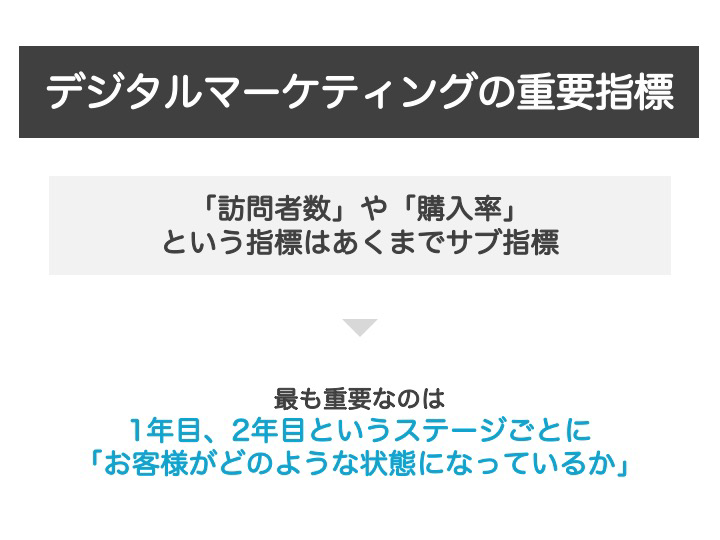 デジタルマーケティングの重要指標
「訪問者数」や「購入率」
という指標はあくまでサブ指標
最も重要なのは
1年目、2年目というステージごとに
「お客様がどのような状態になっているか」